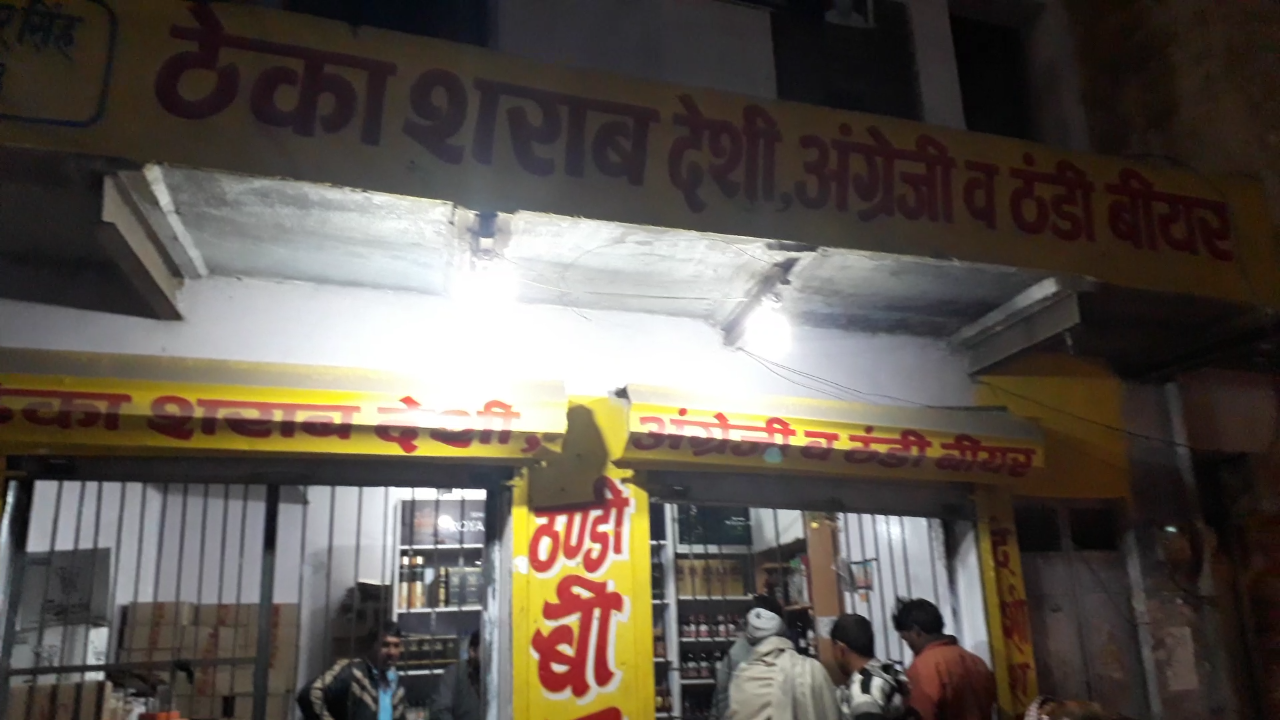 र सिंह
ठेका शराब देशी, अंग्रेजी व ठंडी बीयर
ठेका शराब देशी, अंग्रेजी व ठंडी बीयर
ठण्डी
बी